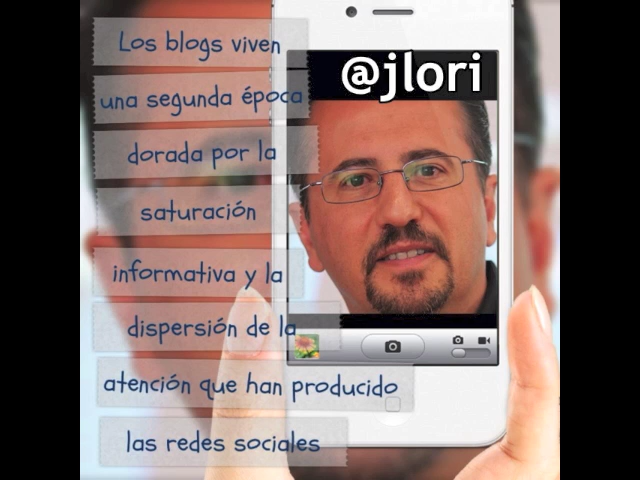 @jlori
Los blogs viven
una segunda época
dorada por la
saturación
informativa y la
dispersión de la
atención que han producido
las redes sociales